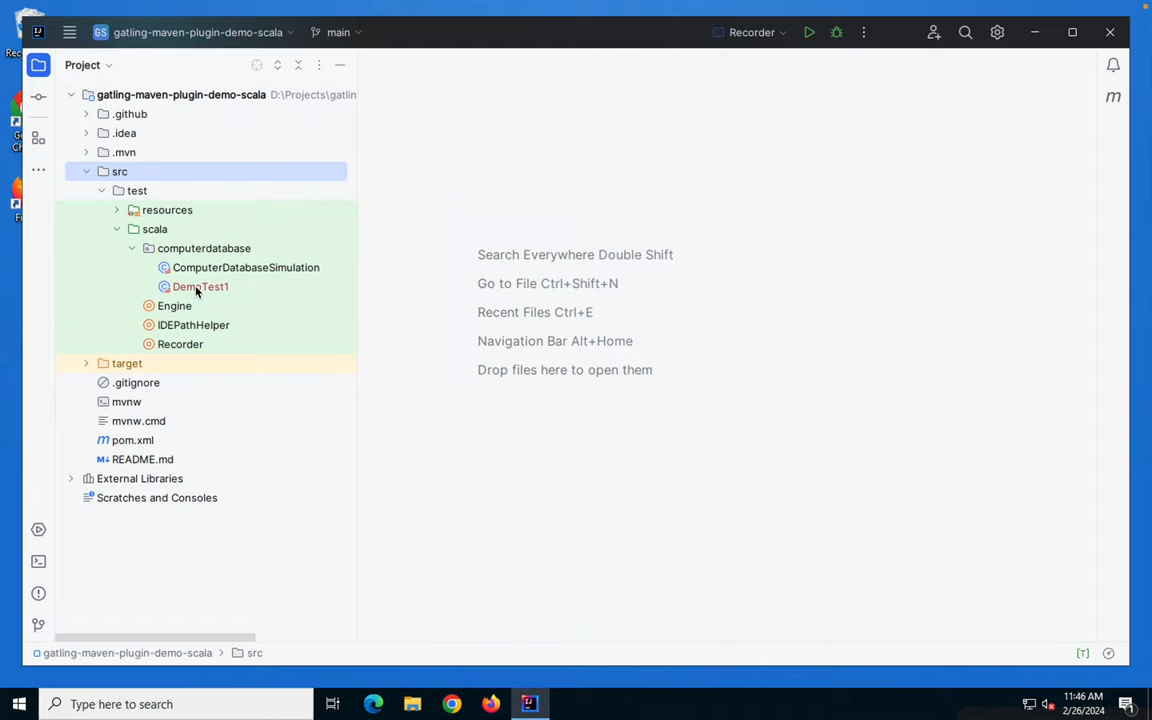 GS gatling-maven-plugin-demo-scala main Recorder
Project
gatling-maven-plugin-demo-scala D:\Projects\gatlin
.github
.idea
.mvn
src
test
resources
scala
computerdatabase
ComputerDatabaseSimulation
DemoTest1
Engine
IDEPathHelper
Recorder
target
.gitignore
mvnw
mvnw.cmd
m pom.xml
M↓ README.md
External Libraries
Scratches and Consoles
Search Everywhere Double Shift
Go to File Ctrl+Shift+N
Recent Files Ctrl+E
Navigation Bar Alt+Home
Drop files here to open them
m
gatling-maven-plugin-demo-scala > src
[T]
Type here to search
11:46 AM
2/26/2024
1